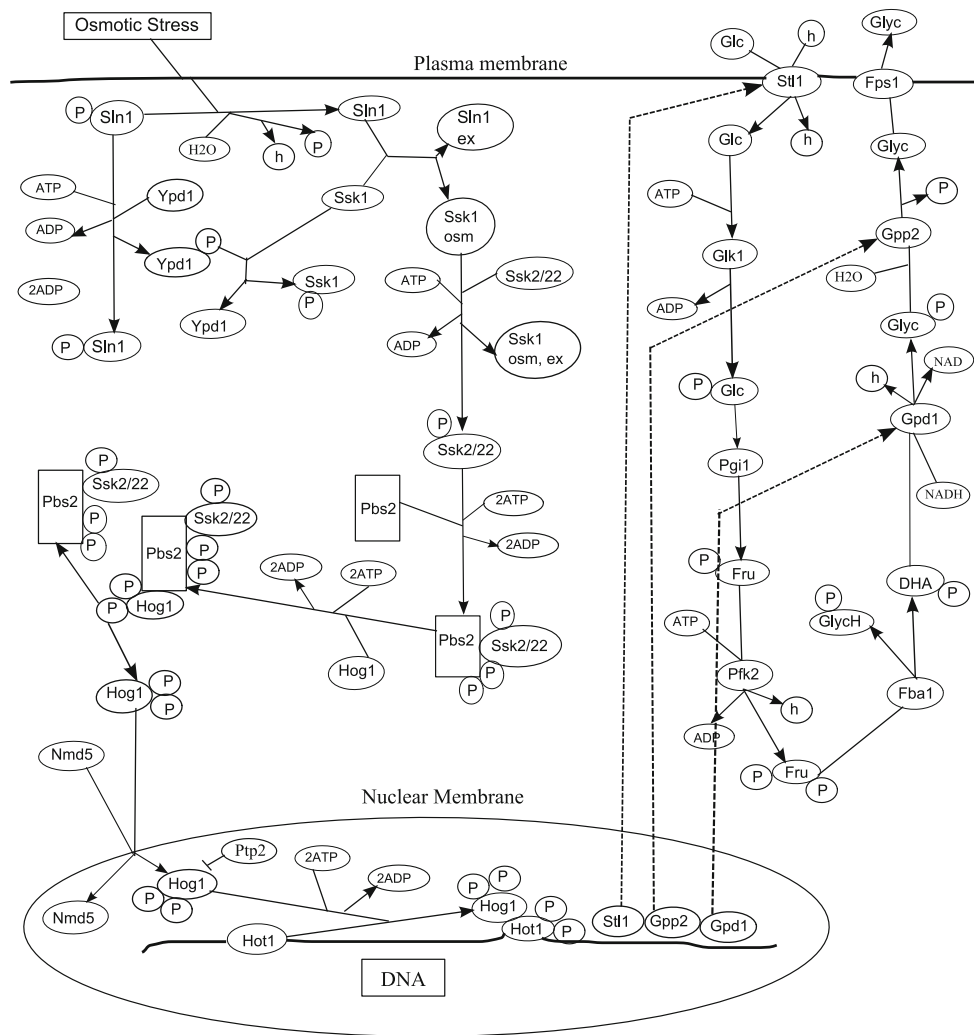 Osmotic Stress
Plasma membrane
Glc
h
Glyc
Stl1
Fps1
P
Sln1
Sln1
H2O
h
P
Sln1
ex
Glc
h
Glyc
ATP
Ypd1
Ssk1
ATP
P
ADP
Ypd1
P
Ssk1
osm
Gpp2
Glk1
2ADP
Ssk1
P
ATP
Ssk2/22
H2O
Ypd1
ADP
Ssk1
osm, ex
ADP
Glyc
P
P
Sln1
P
Glc
h
NAD
P
Ssk2/22
Gpd1
Pgi1
NADH
P
Ssk2/22
Pbs2
P
P
P
Ssk2/22
Pbs2
P
P
Pbs2
2ATP
2ADP
2ADP
2ATP
P
Fru
DHA
P
P
P
Hog1
P
GlycH
ATP
Pbs2
P
Ssk2/22
P
P
Hog1
Pfk2
Fba1
Hog1
P
P
h
ADP
P
Fru
P
Nmd5
Nuclear Membrane
Ptp2
2ATP
2ADP
Hog1
P
P
P
P
Hog1
P
Hot1
P
Nmd5
Stl1
Gpp2
Gpd1
Hot1
DNA